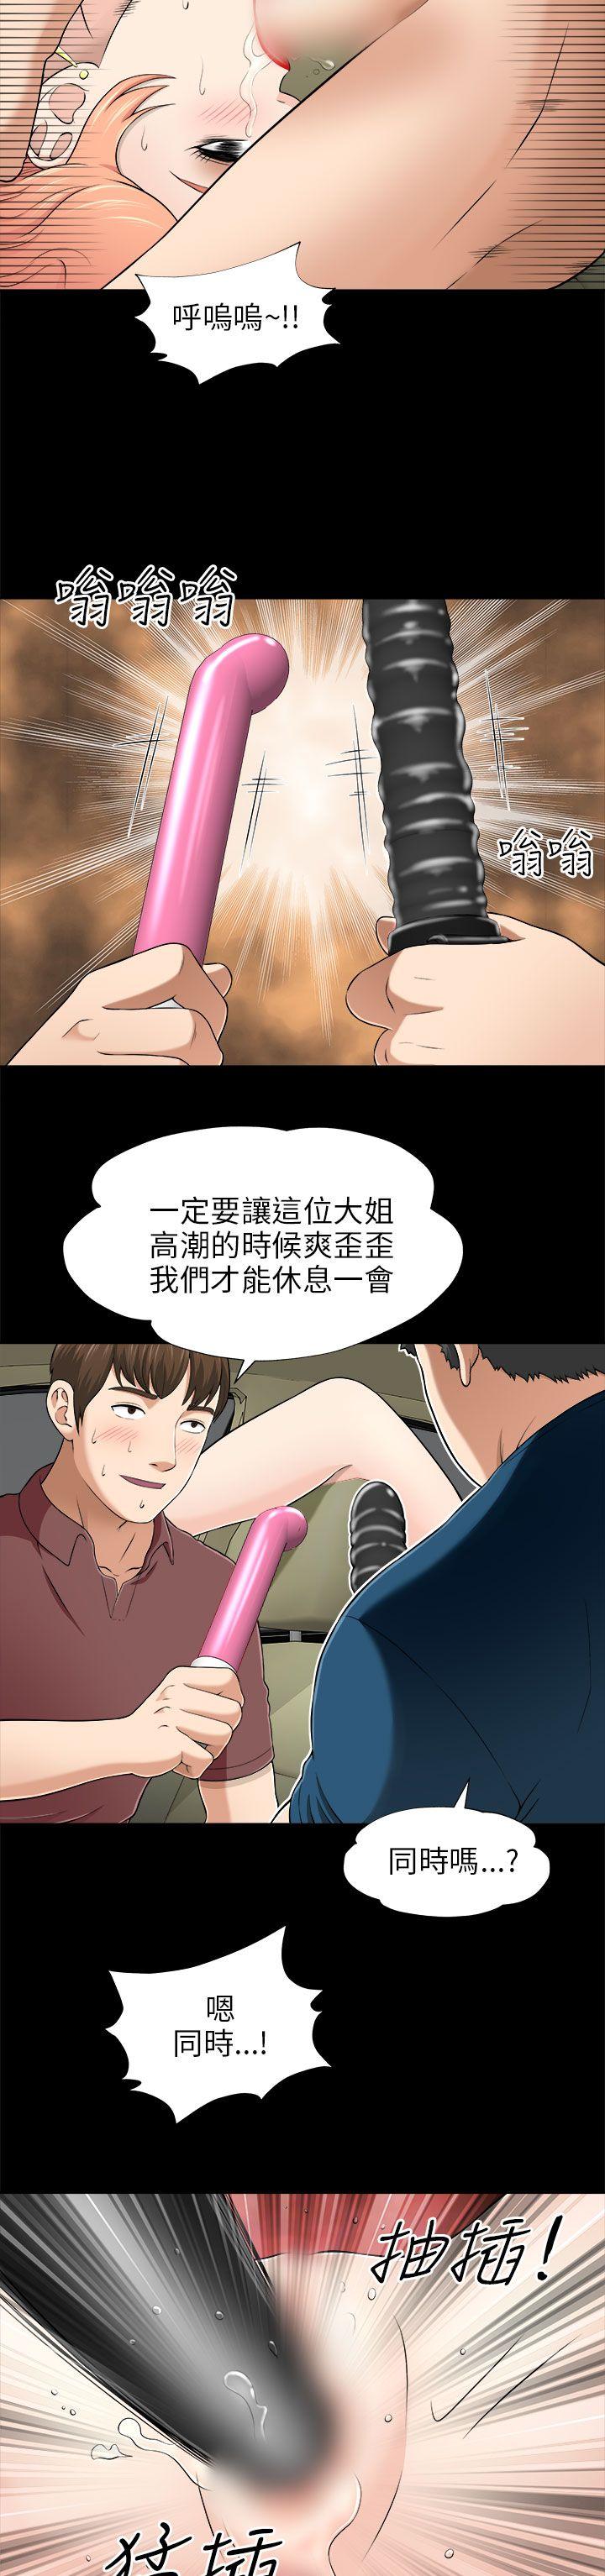 呼嗚嗚~!!
嗡嗡嗡
嗡嗡
一定要讓這位大姐
高潮的時候爽歪歪
我們才能休息一會
同時嗎...?
嗯
同時...!
抽插!
猛插